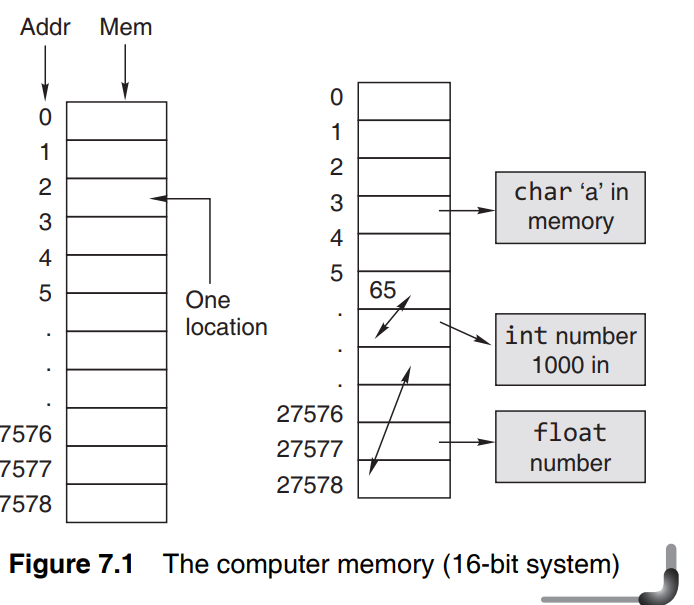 Addr Mem
0
1
2
3
4
5
.
.
.
7576
7577
7578
One
location
0
1
2
3
4
5
65
.
.
.
27576
27577
27578
char ‘a’ in
memory
int number
1000 in
float
number
Figure 7.1 The computer memory (16-bit system)